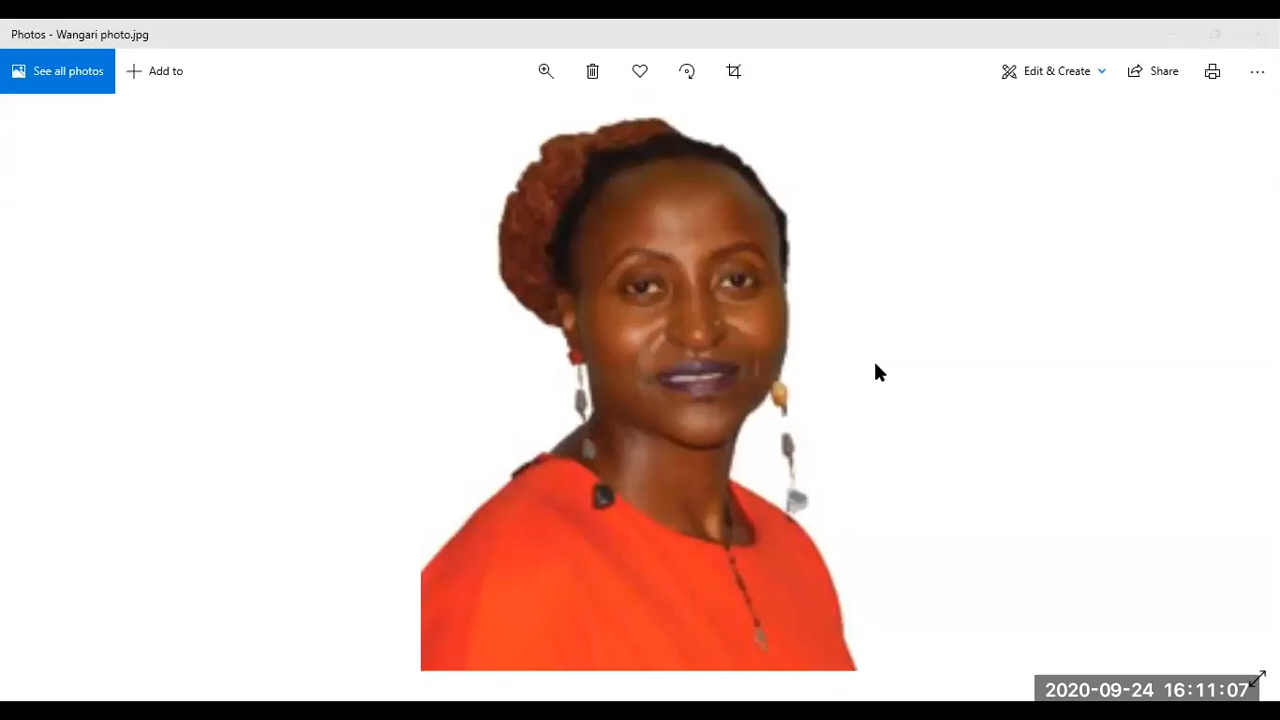 Photos - Wangari photo.jpg
See all photos
Add to
Edit & Create
Share
2020-09-24 16:11:07